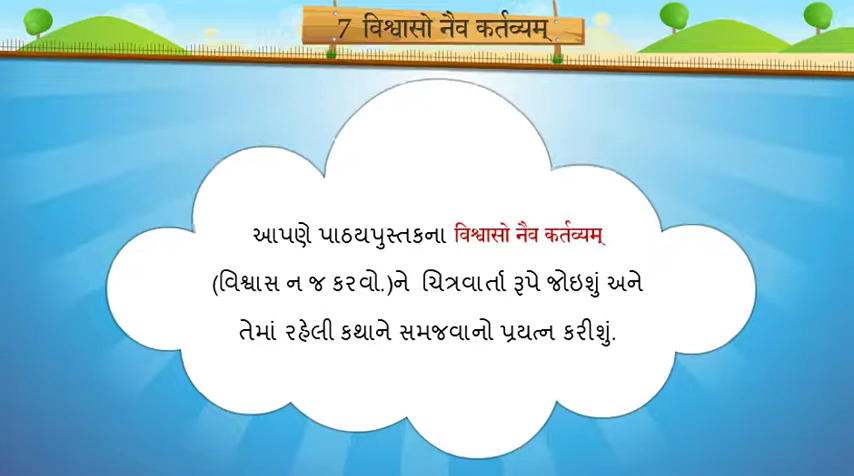 7 विश्वासो नैव कर्तव्यम्
આપણે પાઠયપુસ્તકના विश्वासो नैव कर्तव्यम्
(વિશ્વાસ ન જ કરવો.)ને ચિત્રવાર્તા રૂપે જોઇશું અને
તેમાં રહેલી કથાને સમજવાનો પ્રયત્ન કરીશું.